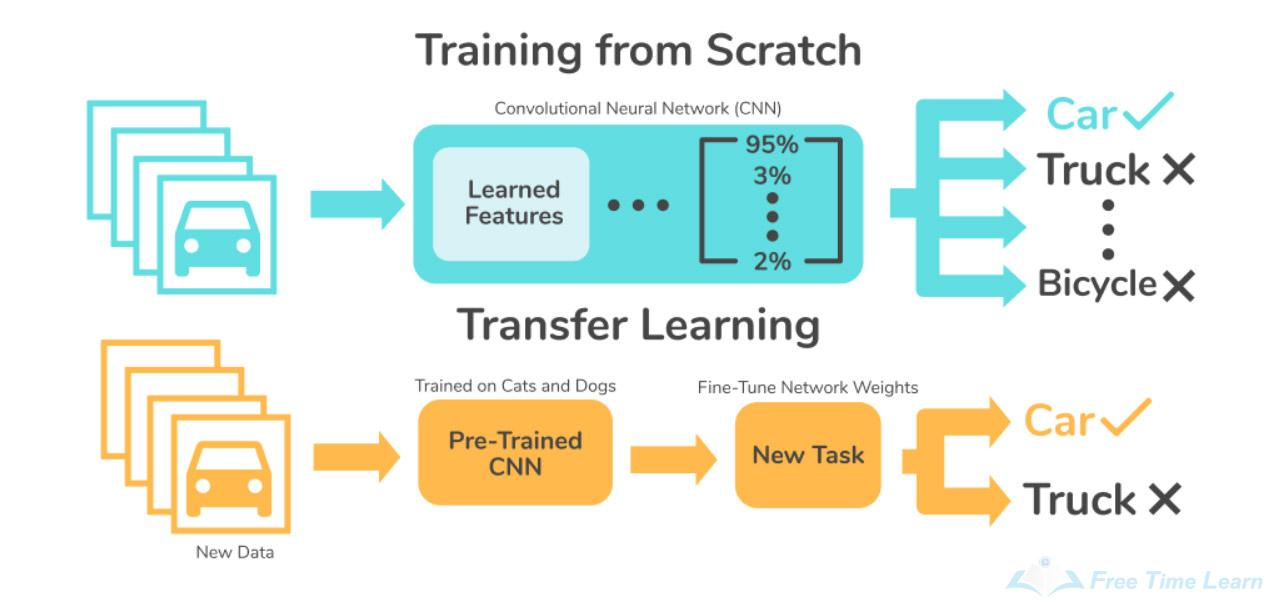 Training from Scratch
Convolutional Neural Network (CNN)
Learned
Features
95%
3%
2%
Car
Truck
Bicycle
Transfer Learning
Trained on Cats and Dogs
Fine-Tune Network Weights
Pre-Trained
CNN
New Task
Car
Truck
New Data
Free Time Learn